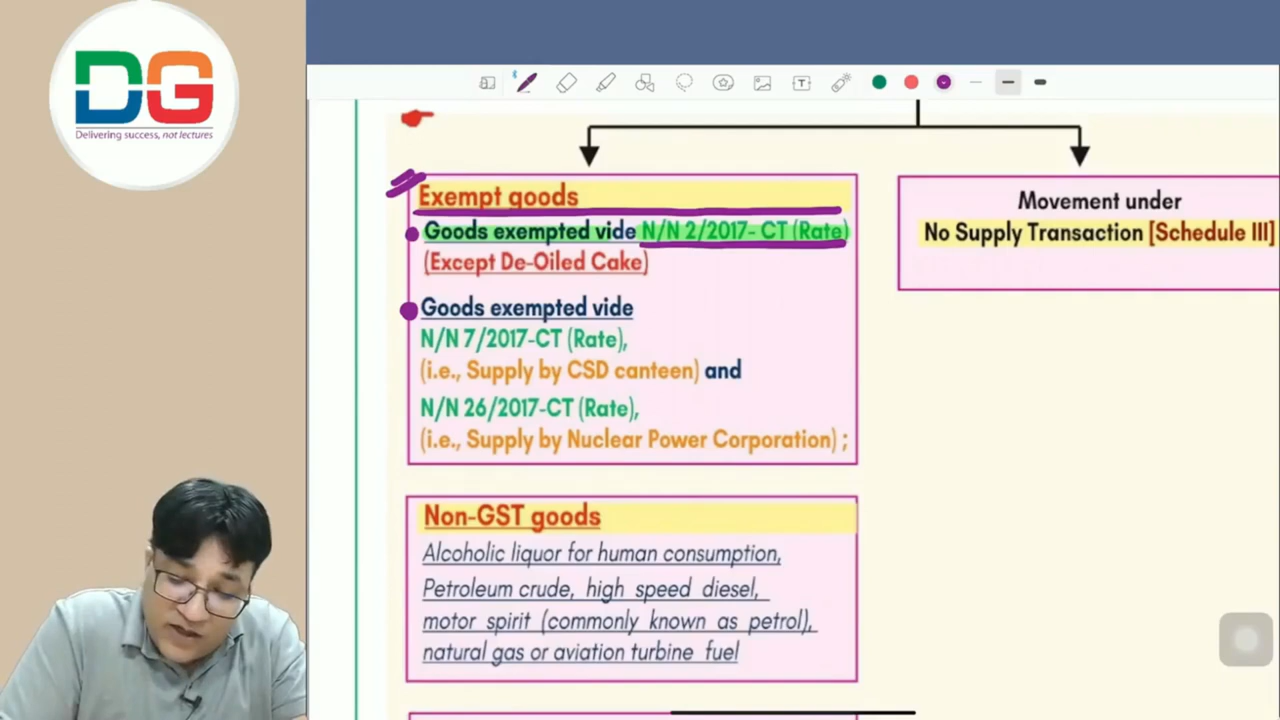 DG
Delivering success, not lectures
T
Exempt goods
Goods exempted vide N/N 2/2017- CT (Rate)
(Except De-Oiled Cake)
Goods exempted vide
N/N 7/2017-CT (Rate),
(i.e., Supply by CSD canteen) and
N/N 26/2017-CT (Rate),
(i.e., Supply by Nuclear Power Corporation) ;
Movement under
No Supply Transaction [Schedule III]
Non-GST goods
Alcoholic liquor for human consumption,
Petroleum crude, high speed diesel,
motor spirit (commonly known as petrol),
natural gas or aviation turbine fuel